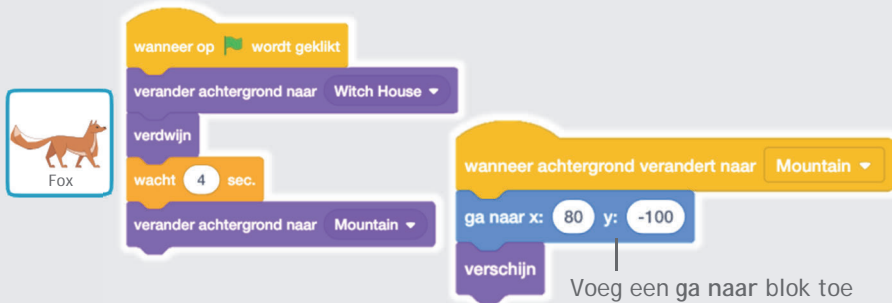 wanneer op wordt geklikt
verander achtergrond naar Witch House
verdwijn
wacht 4 sec.
verander achtergrond naar Mountain
Fox
wanneer achtergrond verandert naar Mountain
ga naar x: 80 y: -100
verschijn
Voeg een ga naar blok toe